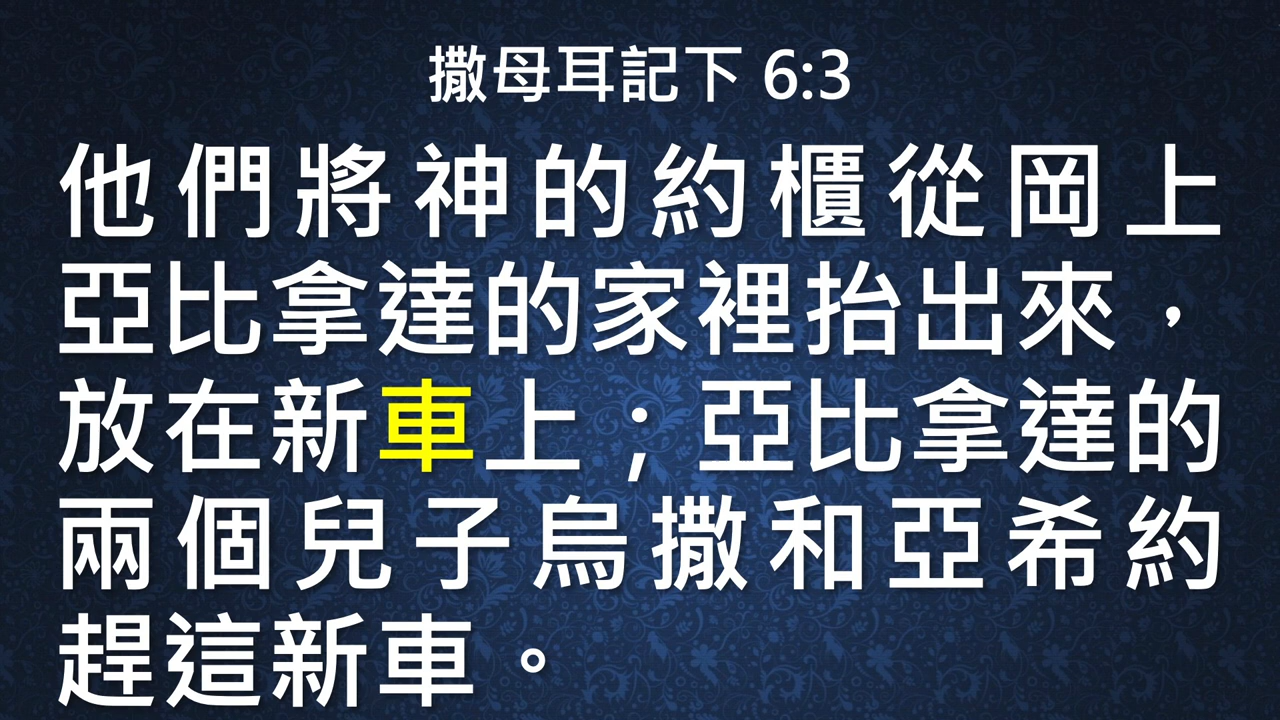 撒母耳記下 6:3
他們將神的約櫃從岡上
亞比拿達的家裡抬出來，
放在新車上；亞比拿達的
兩個兒子烏撒和亞希約
趕這新車。